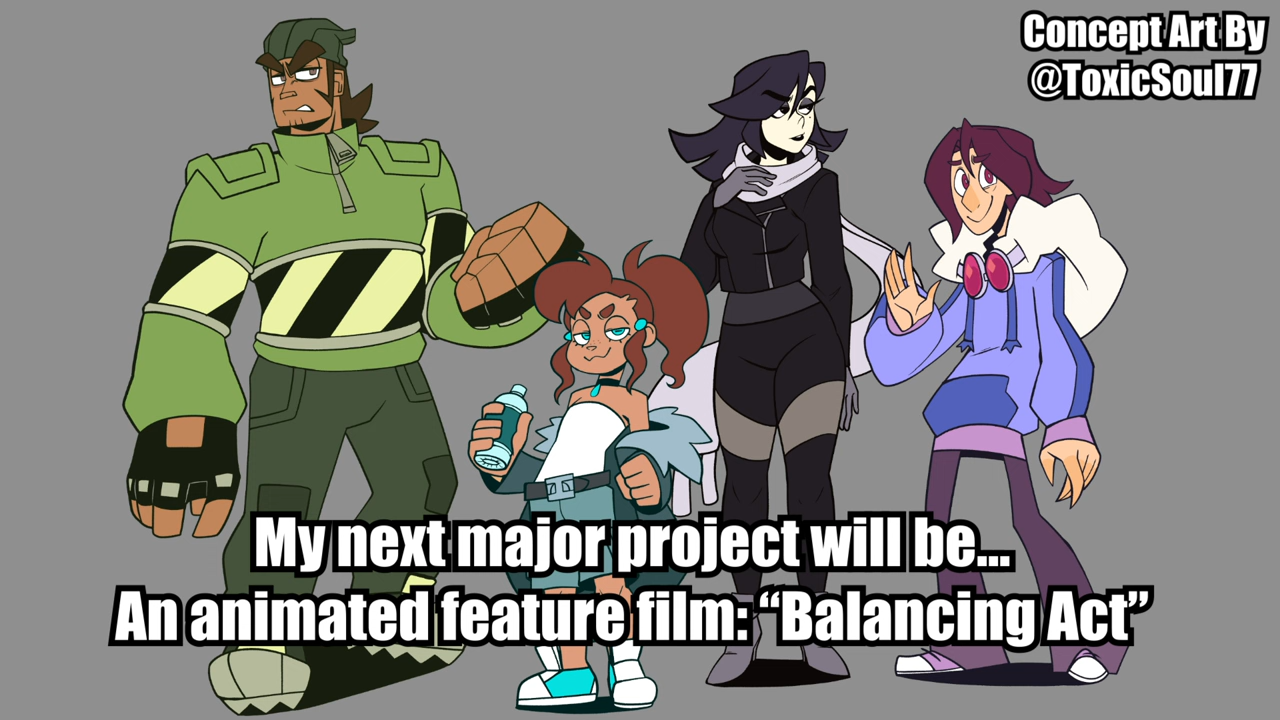 Concept Art By
@ToxicSoul77
My next major project will be...
An animated feature film: “Balancing Act”